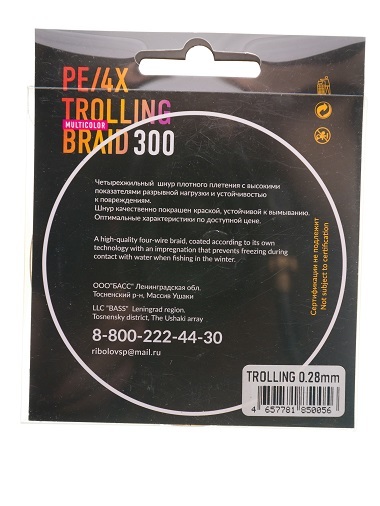 PE/4X
TROLLING
MULTICOLOR
BRAID 300
Четырехжильный шнур плотного плетения с высокими
показателями разрывной нагрузки и устойчивостью
к повреждениям.
Шнур качественно покрашен краской, устойчивой к вымыванию.
Оптимальные характеристики по доступной цене.
A high-quality four-wire braid, coated according to its own
technology with an impregnation that prevents freezing during
contact with water when fishing in the winter.
ООО"БАСС" Ленинградская обл.
Тосненский р-н, Массив Ушаки
LLC "BASS" Leningrad region.
Tosnensky district, The Ushaki array
8-800-222-44-30
ribolovsp@mail.ru
Сертификации не подлежит
Not subject to certification
TROLLING 0.28mm
4 657781 850056